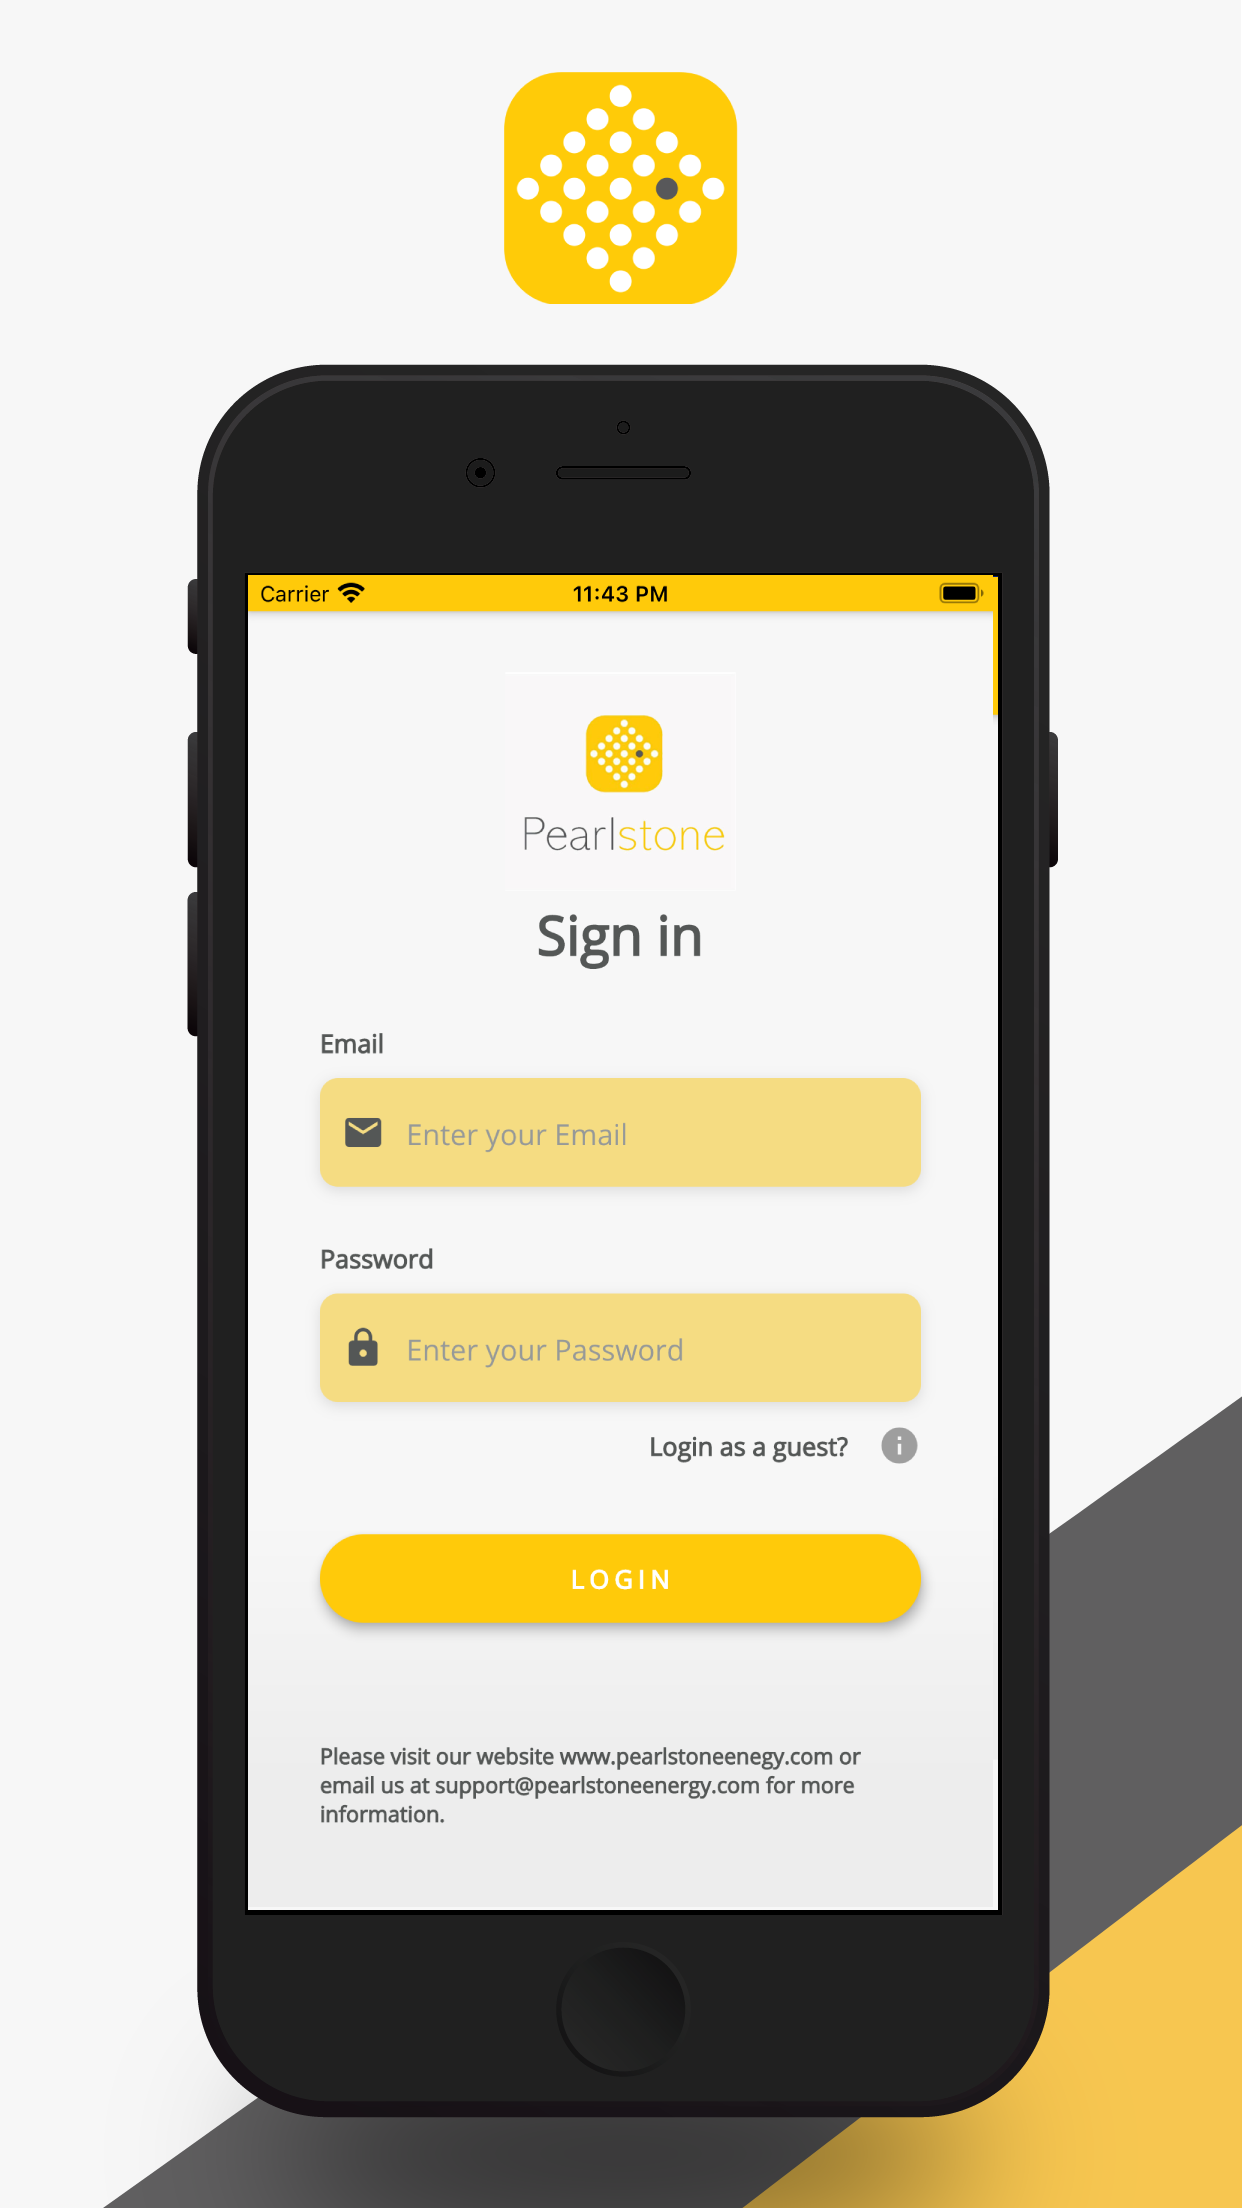 Carrier 11:43 PM
Pearlstone
Sign in
Email
Enter your Email
Password
Enter your Password
Login as a guest?
LOGIN
Please visit our website www.pearlstoneenegy.com or
email us at support@pearlstoneenergy.com for more
information.